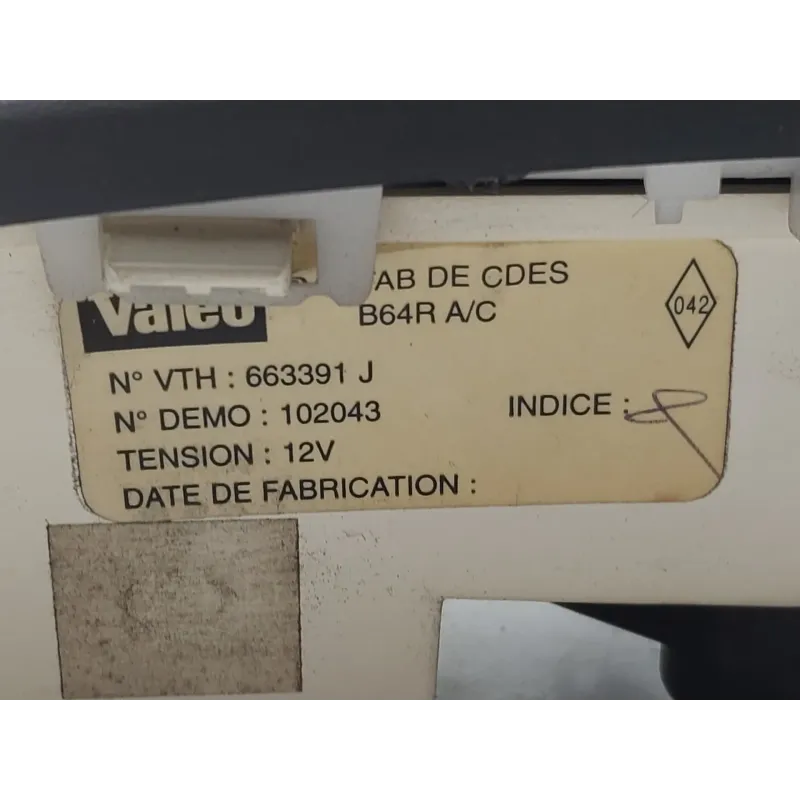 Valeo
TAB DE CDES
B64R A/C
042
N° VTH : 663391 J
N° DEMO : 102043
INDICE :
TENSION : 12V
DATE DE FABRICATION :